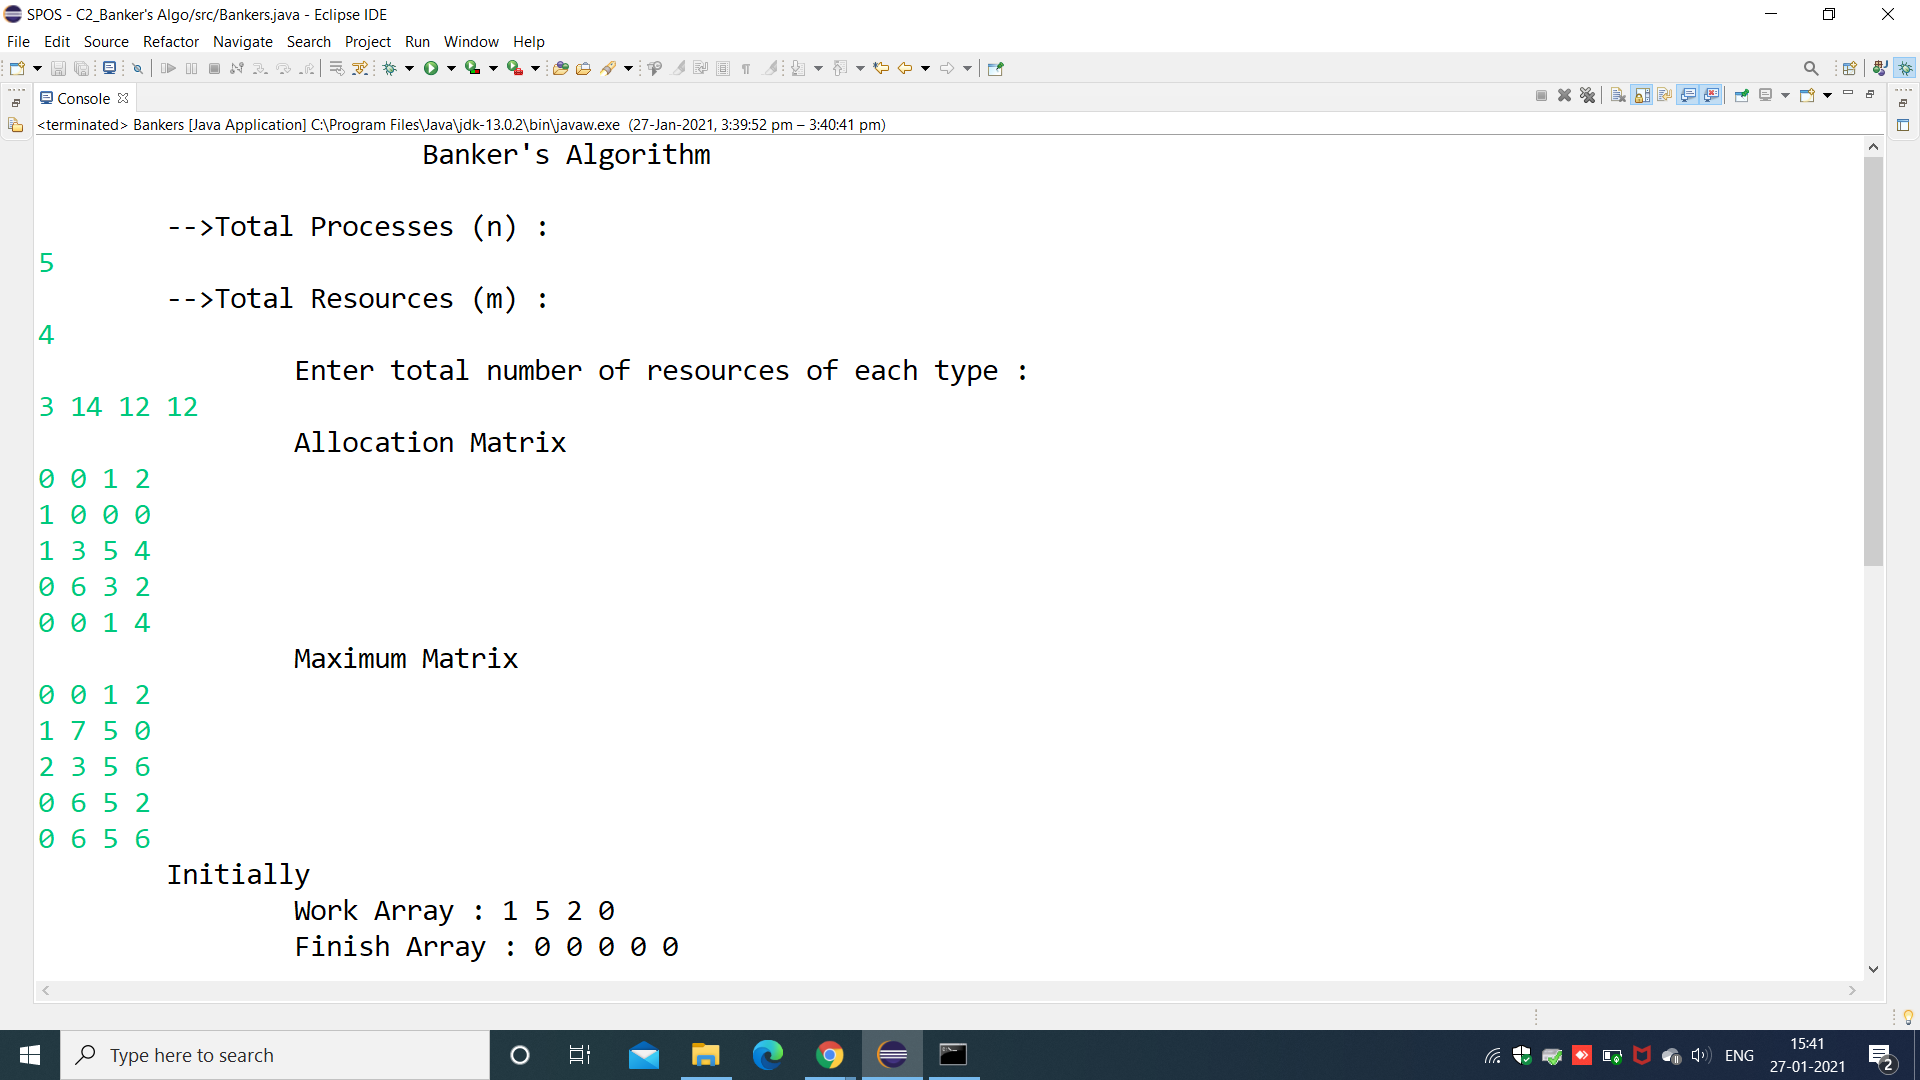 SPOS - C2_Banker's Algo/src/Bankers.java - Eclipse IDE
File Edit Source Refactor Navigate Search Project Run Window Help
Console
<terminated> Bankers [Java Application] C:\Program Files\Java\jdk-13.0.2\bin\javaw.exe (27-Jan-2021, 3:39:52 pm – 3:40:41 pm)
Banker's Algorithm
-->Total Processes (n) :
5
-->Total Resources (m) :
4
Enter total number of resources of each type :
3 14 12 12
Allocation Matrix
0 0 1 2
1 0 0 0
1 3 5 4
0 6 3 2
0 0 1 4
Maximum Matrix
0 0 1 2
1 7 5 0
2 3 5 6
0 6 5 2
0 6 5 6
Initially
Work Array : 1 5 2 0
Finish Array : 0 0 0 0 0
Type here to search
ENG
15:41
27-01-2021
2